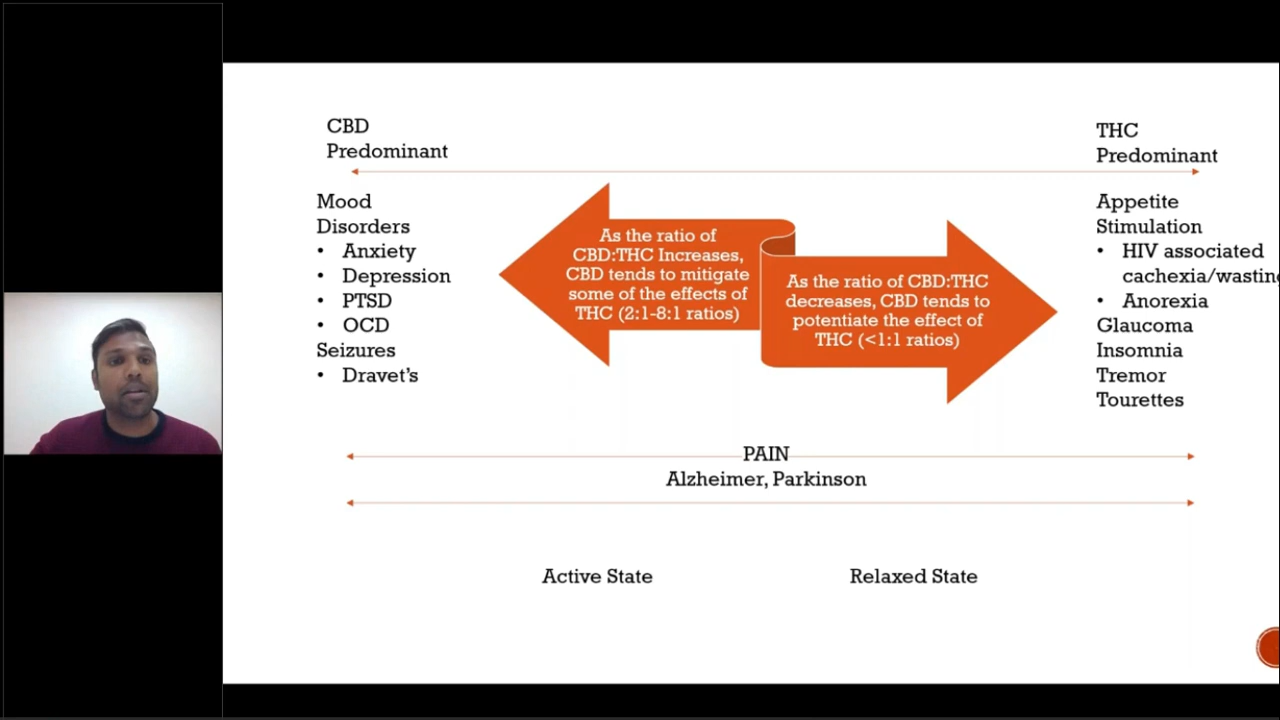 CBD
Predominant
THC
Predominant
Mood
Disorders
• Anxiety
• Depression
• PTSD
• OCD
Seizures
• Dravet's
As the ratio of
CBD:THC Increases,
CBD tends to mitigate
some of the effects of
THC (2:1-8:1 ratios)
As the ratio of CBD:THC
decreases, CBD tends to
potentiate the effect of
THC (<1:1 ratios)
Appetite
Stimulation
• HIV associated
cachexia/wasting
• Anorexia
Glaucoma
Insomnia
Tremor
Tourettes
PAIN
Alzheimer, Parkinson
Active State
Relaxed State